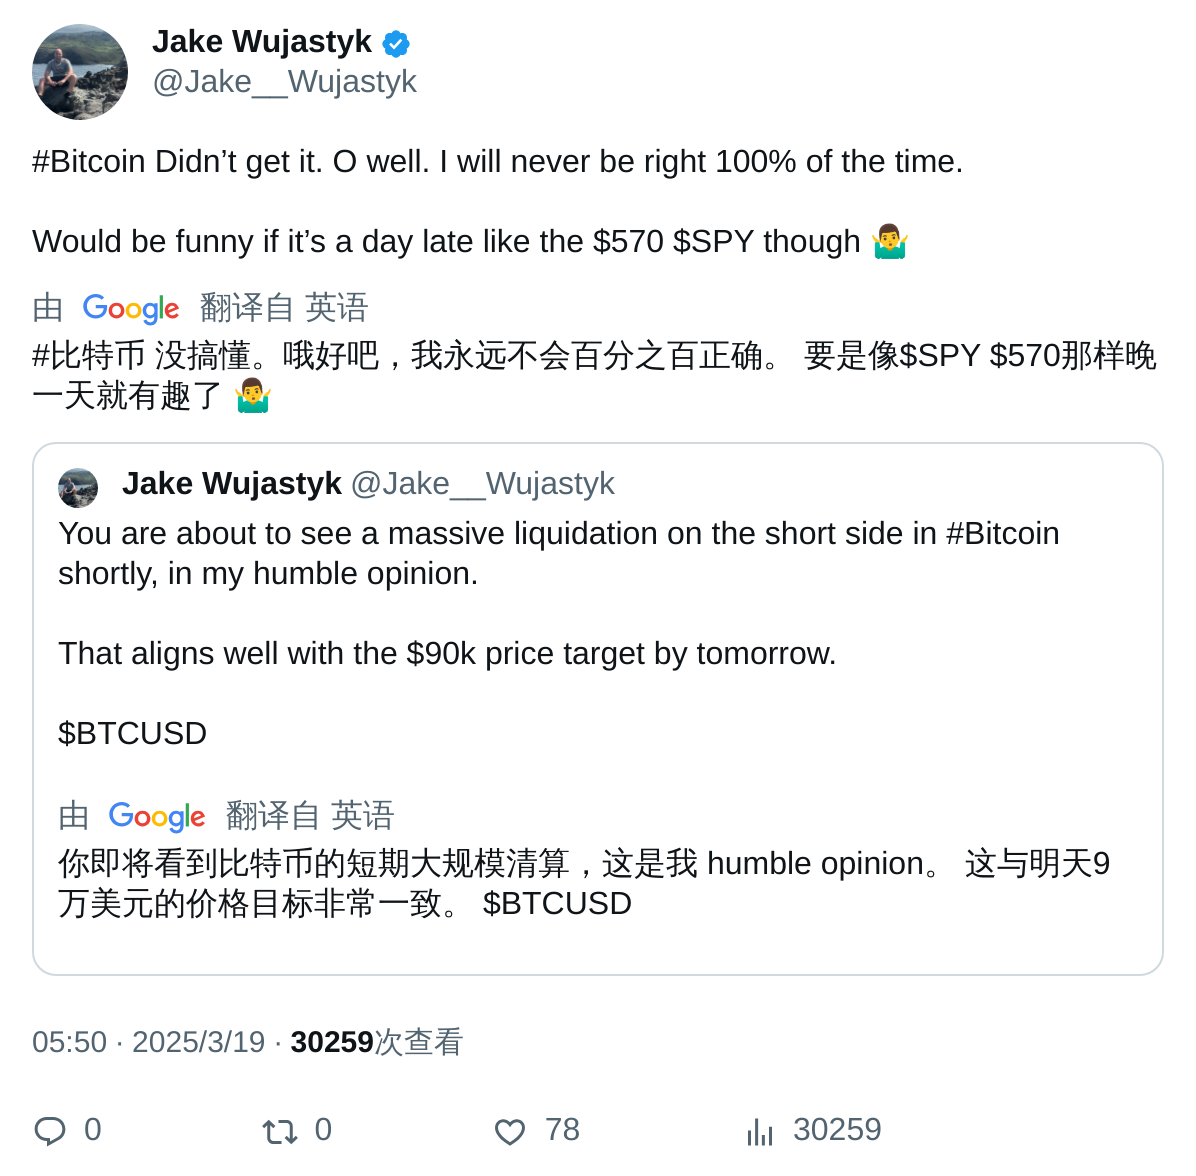 Jake Wujastyk
@Jake__Wujastyk
#Bitcoin Didn’t get it. O well. I will never be right 100% of the time.
Would be funny if it’s a day late like the $570 $SPY though 🤷‍♂️
由 Google 翻译自 英语
#比特币 没搞懂。哦好吧，我永远不会百分之百正确。 要是像$SPY $570那样晚
一天就有趣了 🤷‍♂️
Jake Wujastyk @Jake__Wujastyk
You are about to see a massive liquidation on the short side in #Bitcoin
shortly, in my humble opinion.
That aligns well with the $90k price target by tomorrow.
$BTCUSD
由 Google 翻译自 英语
你即将看到比特币的短期大规模清算，这是我 humble opinion。 这与明天9
万美元的价格目标非常一致。 $BTCUSD
05:50 · 2025/3/19 · 30259次查看
0 0 78 30259